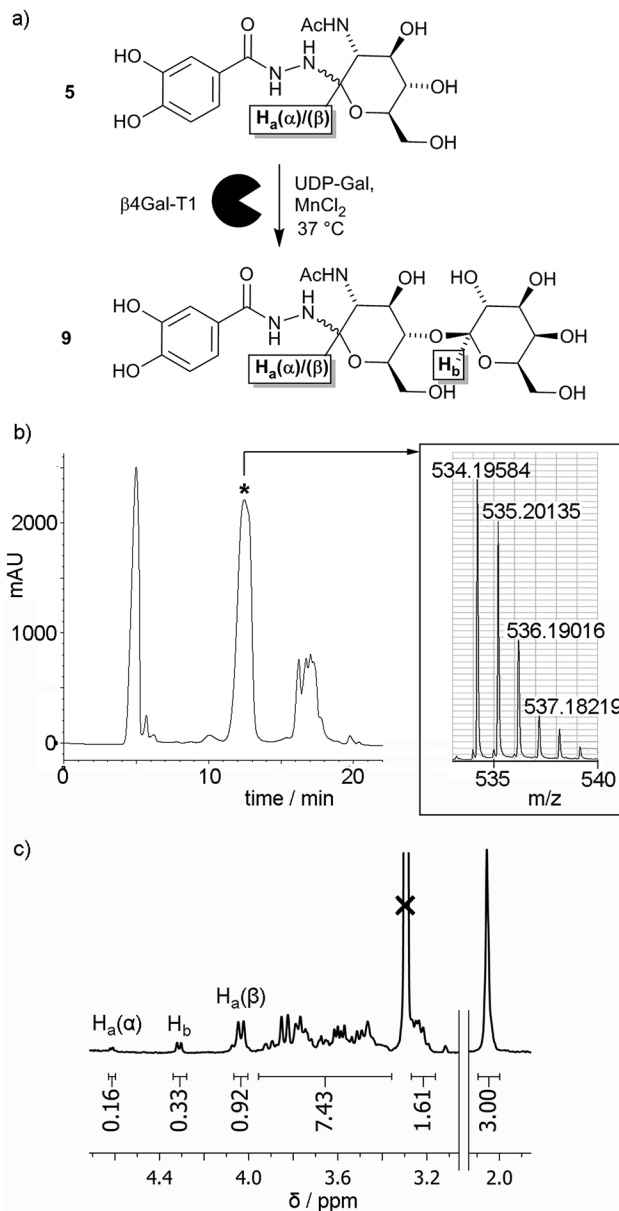 a)
AcHN
OH
O
H
N
N
H
HO
HO
5
OH
O
OH
Ha(α)/(β)
β4Gal-T1
UDP-Gal,
MnCl2
37 °C
AcHN
OH
HO
OH
O
H
N
N
H
HO
HO
9
O
OH
O
OH
O
OH
Ha(α)/(β)
Hb
b)
*
2000
1000
0
mAU
0
10
20
time / min
534.19584
535.20135
536.19016
537.18219
535
540
m/z
c)
Ha(α)
Hb
Ha(β)
0.16
0.33
0.92
7.43
1.61
3.00
4.4
4.0
3.6
3.2
2.0
δ / ppm